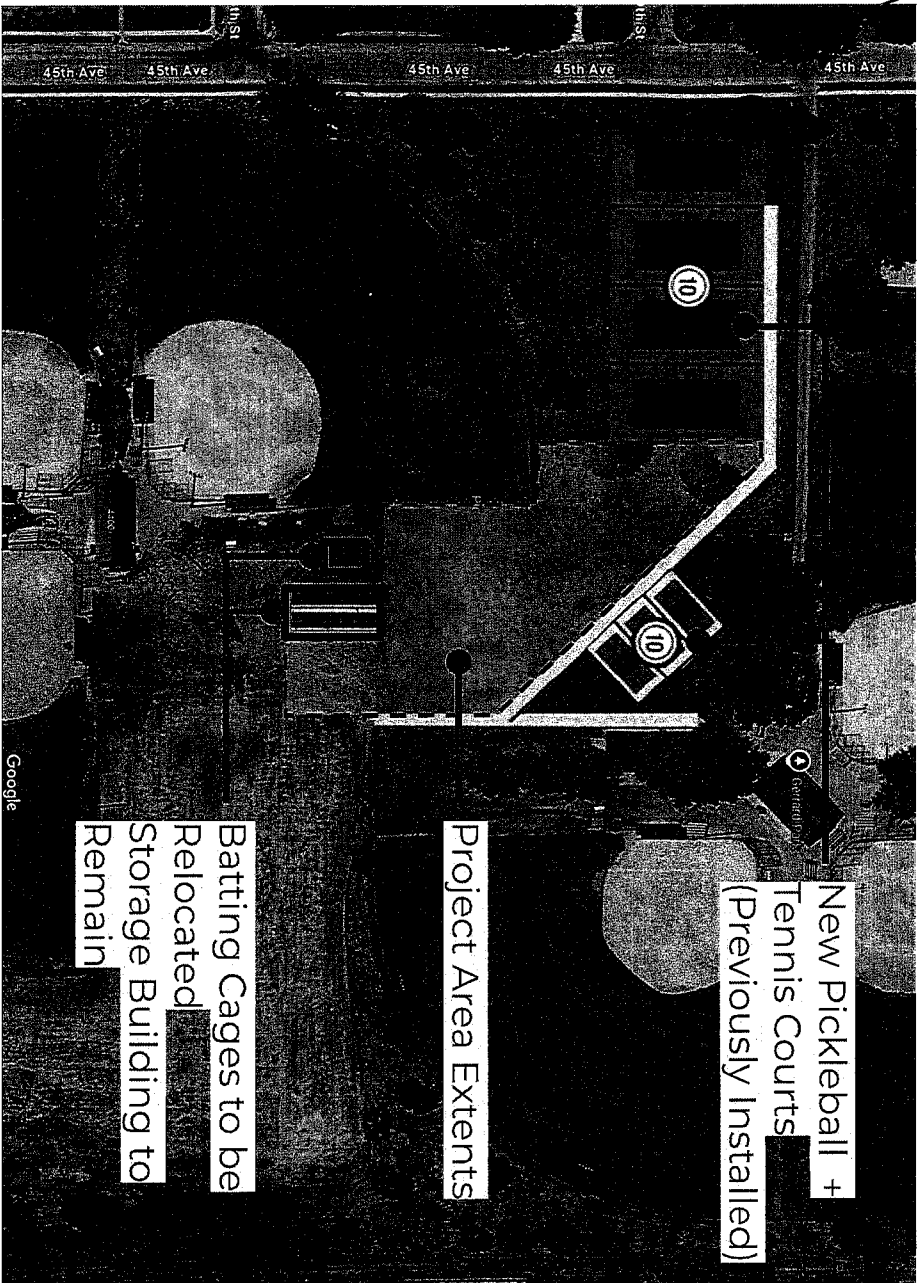 45th Ave
45th Ave
45th Ave
45th Ave
45th Ave
10
10
4
New Pickleball +
Tennis Courts
(Previously Installed)
Project Area Extents
Batting Cages to be
Relocated
Storage Building to
Remain
Google